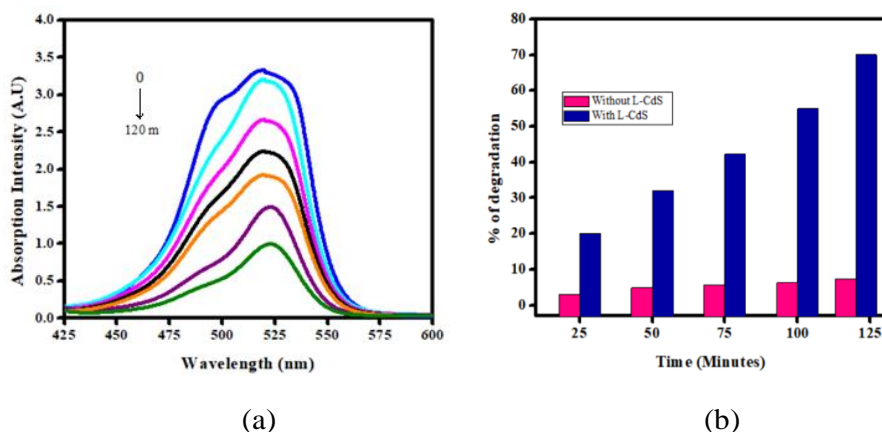 4.0
3.5
3.0
2.5
2.0
1.5
1.0
0.5
0.0
Absorption Intensity (A.U)
0
120 m
425 450 475 500 525 550 575 600
Wavelength (nm)
(a)
80
70
60
50
40
30
20
10
0
% of degradation
Without L-CdS
With L-CdS
25 50 75 100 125
Time (Minutes)
(b)